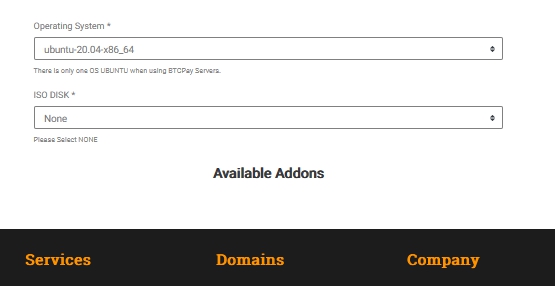 Operating System *
ubuntu-20.04-x86_64
There is only one OS UBUNTU when using BTCPay Servers.
ISO DISK *
None
Please Select NONE
Available Addons
Services Domains Company